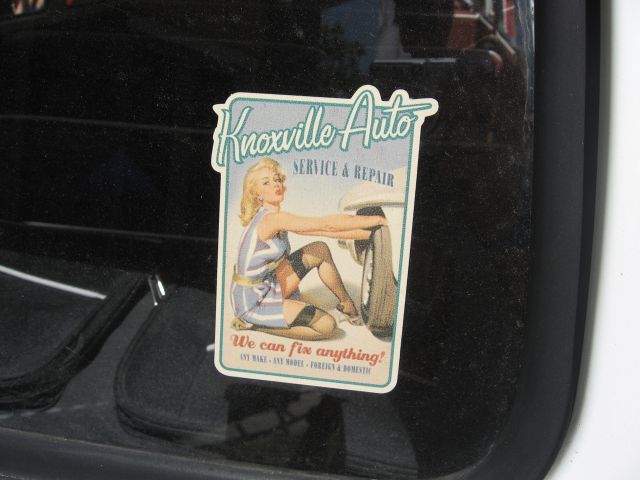 Knoxville Auto
SERVICE & REPAIR
We can fix anything!
ANY MAKE • ANY MODEL • FOREIGN & DOMESTIC